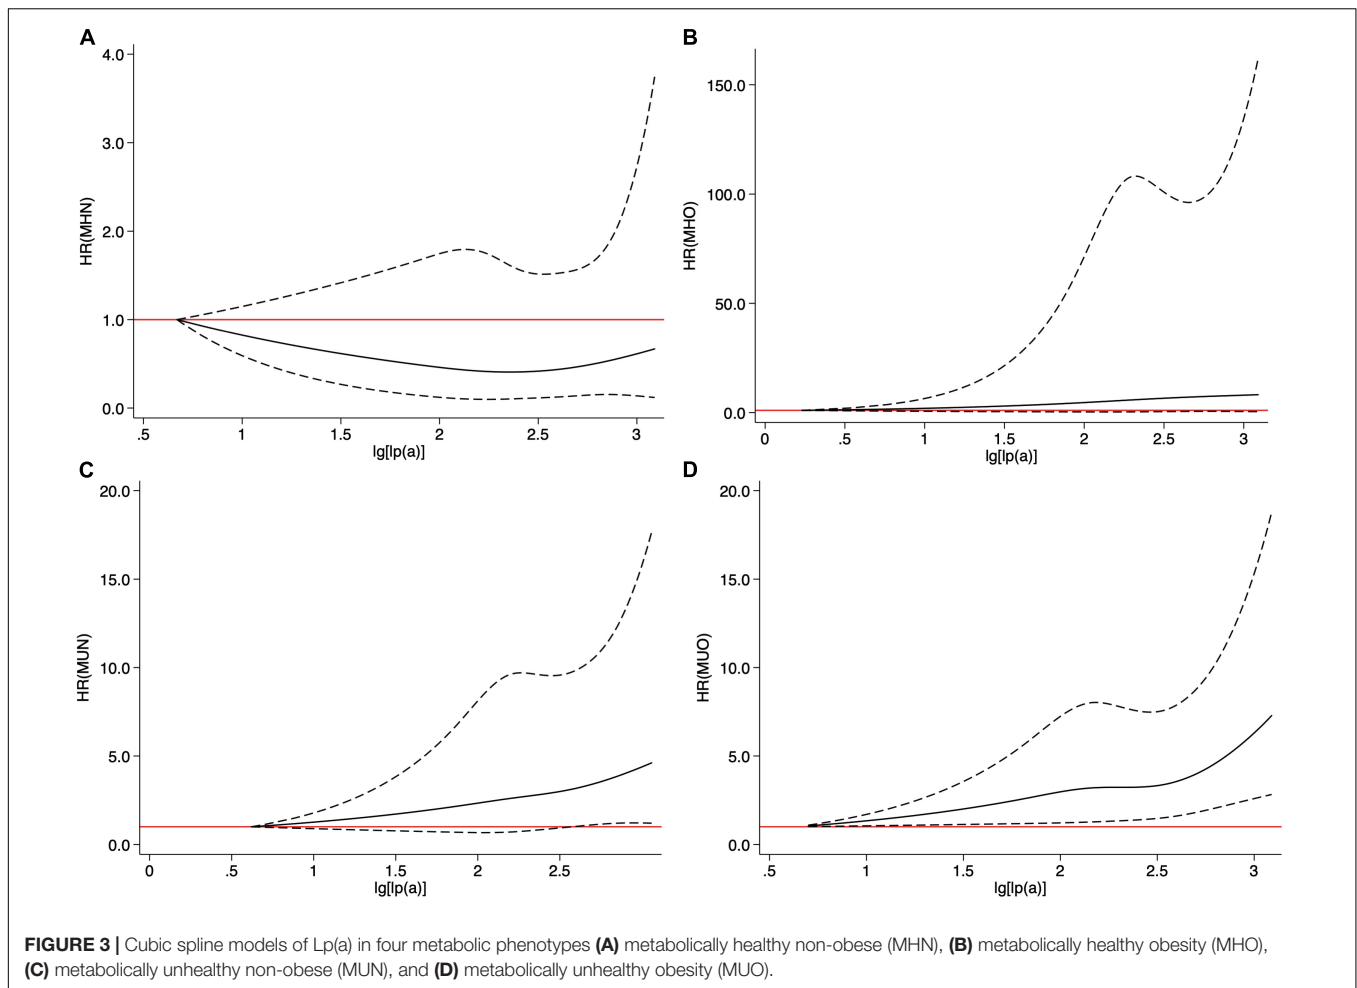 A
4.0
3.0
2.0
1.0
0.0
HR(MHN)
.5 1 1.5 2 2.5 3
lg[lp(a)]
B
150.0
100.0
50.0
0.0
HR(MHO)
0 .5 1 1.5 2 2.5 3
lg[lp(a)]
C
20.0
15.0
10.0
5.0
0.0
HR(MUN)
0 .5 1 1.5 2 2.5
lg[lp(a)]
D
20.0
15.0
10.0
5.0
0.0
HR(MUO)
.5 1 1.5 2 2.5 3
lg[lp(a)]
FIGURE 3 | Cubic spline models of Lp(a) in four metabolic phenotypes (A) metabolically healthy non-obese (MHN), (B) metabolically healthy obesity (MHO),
(C) metabolically unhealthy non-obese (MUN), and (D) metabolically unhealthy obesity (MUO).